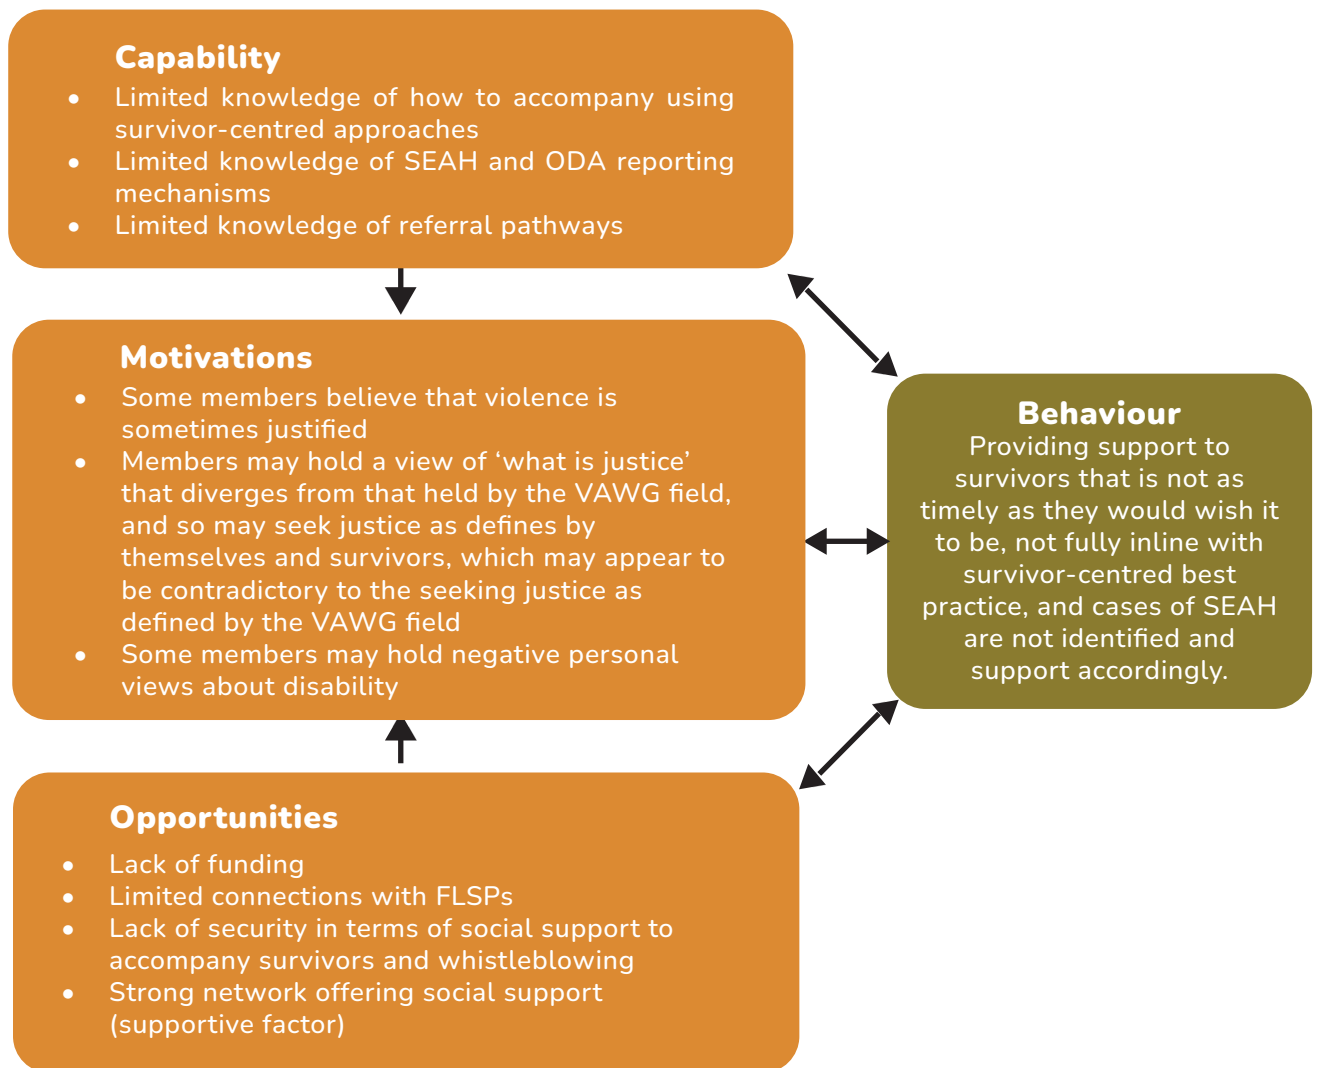 Capability
• Limited knowledge of how to accompany using
survivor-centred approaches
• Limited knowledge of SEAH and ODA reporting
mechanisms
• Limited knowledge of referral pathways
Motivations
• Some members believe that violence is
sometimes justified
• Members may hold a view of ‘what is justice’
that diverges from that held by the VAWG field,
and so may seek justice as defines by
themselves and survivors, which may appear to
be contradictory to the seeking justice as
defined by the VAWG field
• Some members may hold negative personal
views about disability
Behaviour
Providing support to
survivors that is not as
timely as they would wish it
to be, not fully inline with
survivor-centred best
practice, and cases of SEAH
are not identified and
support accordingly.
Opportunities
• Lack of funding
• Limited connections with FLSPs
• Lack of security in terms of social support to
accompany survivors and whistleblowing
• Strong network offering social support
(supportive factor)